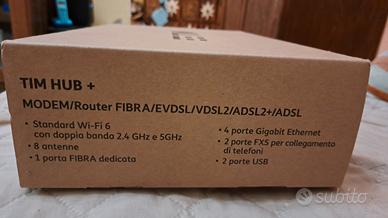 TIM HUB +
MODEM/Router FIBRA/EVDSL/VDSL2/ADSL2+/ADSL
• Standard Wi-Fi 6
con doppia banda 2.4 GHz e 5GHz
• 8 antenne
• 1 porta FIBRA dedicata
• 4 porte Gigabit Ethernet
• 2 porte FXS per collegamento
di telefoni
• 2 porte USB
subito